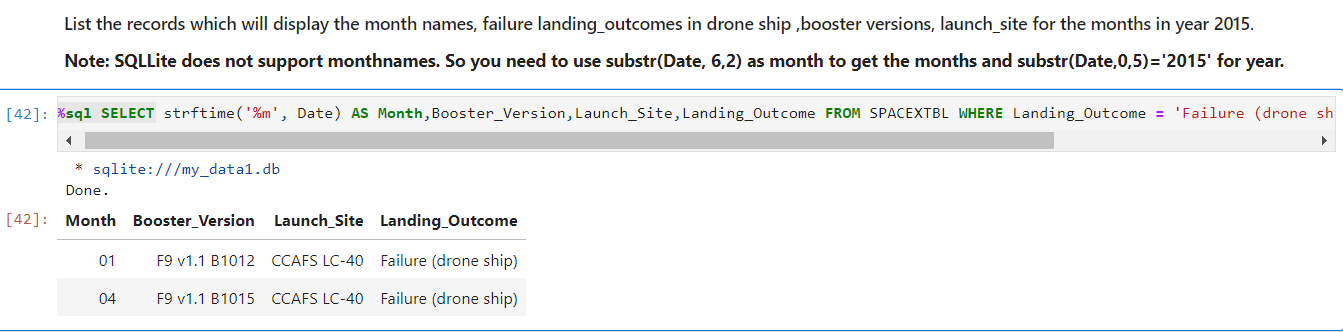 List the records which will display the month names, failure landing_outcomes in drone ship ,booster versions, launch_site for the months in year 2015.
Note: SQLLite does not support monthnames. So you need to use substr(Date, 6,2) as month to get the months and substr(Date,0,5)='2015' for year.
[42]: %sql SELECT strftime('%m', Date) AS Month,Booster_Version,Launch_Site,Landing_Outcome FROM SPACEXTBL WHERE Landing_Outcome = 'Failure (drone sh
* sqlite:///my_data1.db
Done.
[42]: Month Booster_Version Launch_Site Landing_Outcome
01 F9 v1.1 B1012 CCAFS LC-40 Failure (drone ship)
04 F9 v1.1 B1015 CCAFS LC-40 Failure (drone ship)